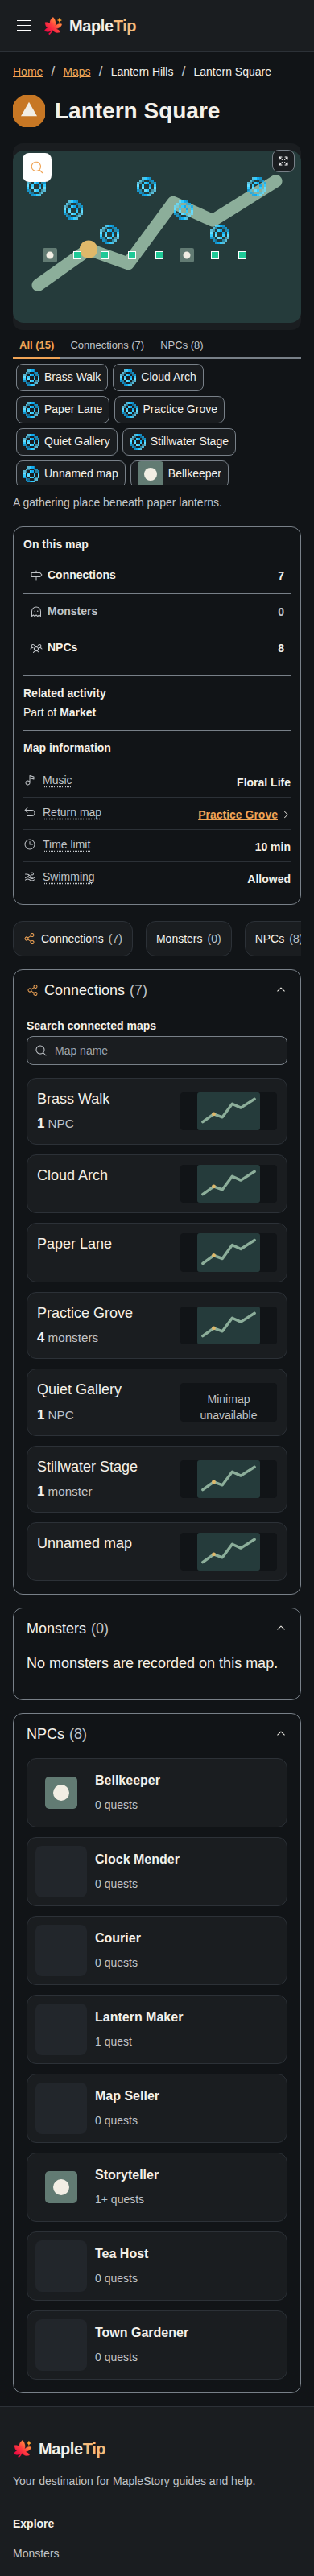 MapleTip
Home / Maps / Lantern Hills / Lantern Square
Lantern Square
All (15) Connections (7) NPCs (8)
Brass Walk Cloud Arch
Paper Lane Practice Grove
Quiet Gallery Stillwater Stage
Unnamed map Bellkeeper
A gathering place beneath paper lanterns.
On this map
Connections 7
Monsters 0
NPCs 8
Related activity
Part of Market
Map information
Music Floral Life
Return map Practice Grove
Time limit 10 min
Swimming Allowed
Connections (7) Monsters (0) NPCs (8)
Connections (7)
Search connected maps
Map name
Brass Walk
1 NPC
Cloud Arch
Paper Lane
Practice Grove
4 monsters
Quiet Gallery
1 NPC
Minimap
unavailable
Stillwater Stage
1 monster
Unnamed map
Monsters (0)
No monsters are recorded on this map.
NPCs (8)
Bellkeeper
0 quests
Clock Mender
0 quests
Courier
0 quests
Lantern Maker
1 quest
Map Seller
0 quests
Storyteller
1+ quests
Tea Host
0 quests
Town Gardener
0 quests
MapleTip
Your destination for MapleStory guides and help.
Explore
Monsters